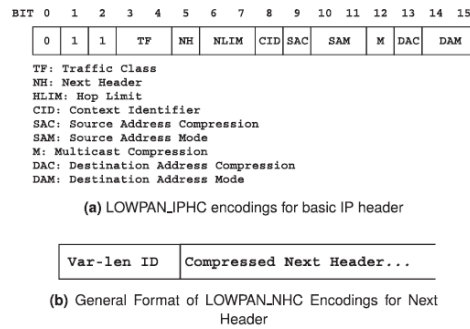 BIT 0 1 2 3 4 5 6 7 8 9 10 11 12 13 14 15
0 1 1 TF NH NLIM CID SAC SAM M DAC DAM
TF: Traffic Class
NH: Next Header
HLIM: Hop Limit
CID: Context Identifier
SAC: Source Address Compression
SAM: Source Address Mode
M: Multicast Compression
DAC: Destination Address Compression
DAM: Destination Address Mode
(a) LOWPAN_IPHC encodings for basic IP header
Var-len ID Compressed Next Header...
(b) General Format of LOWPAN_NHC Encodings for Next
Header